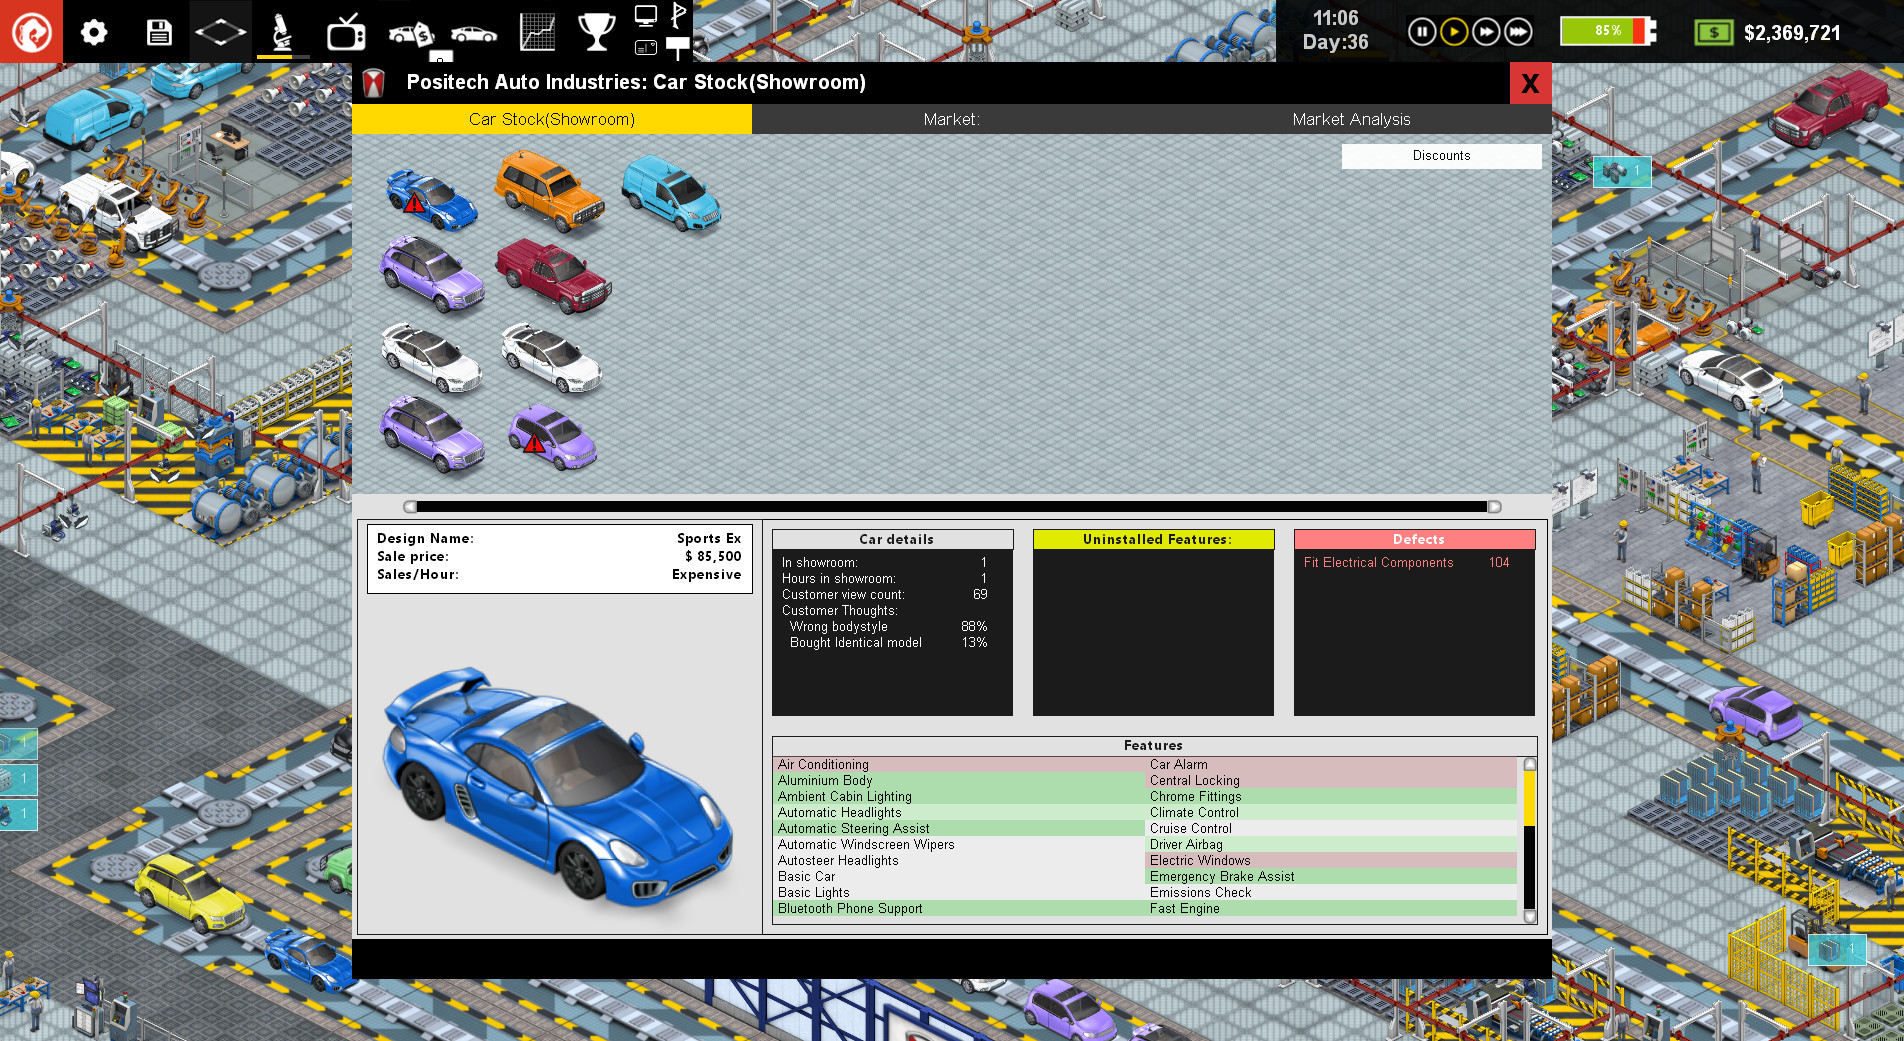 11:06
Day:36
85%
$
$2,369,721
Positech Auto Industries: Car Stock(Showroom)
X
Car Stock(Showroom)
Market:
Market Analysis
Discounts
1
Design Name: Sports Ex
Sale price: $ 85,500
Sales/Hour: Expensive
Car details
In showroom: 1
Hours in showroom: 1
Customer view count: 69
Customer Thoughts:
Wrong bodystyle 88%
Bought Identical model 13%
Uninstalled Features:
Defects
Fit Electrical Components 104
Features
Air Conditioning Car Alarm
Aluminium Body Central Locking
Ambient Cabin Lighting Chrome Fittings
Automatic Headlights Climate Control
Automatic Steering Assist Cruise Control
Automatic Windscreen Wipers Driver Airbag
Autosteer Headlights Electric Windows
Basic Car Emergency Brake Assist
Basic Lights Emissions Check
Bluetooth Phone Support Fast Engine
1
1
1
1